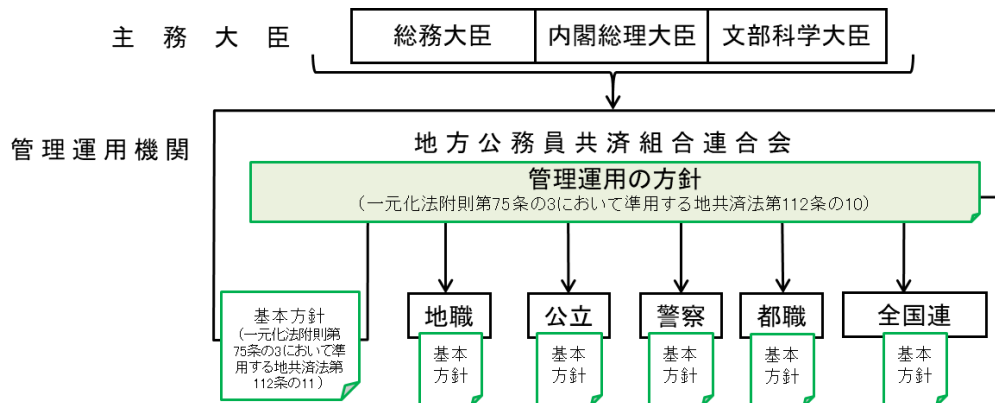 主務大臣
総務大臣
内閣総理大臣
文部科学大臣
管理運用機関
地方公務員共済組合連合会
管理運用の方針
（一元化法附則第75条の3において準用する地共済法第112条の10）
基本方針
（一元化法附則第
75条の3において準
用する地共済法第
112条の11）
地職
公立
警察
都職
全国連
基本
方針
基本
方針
基本
方針
基本
方針
基本
方針